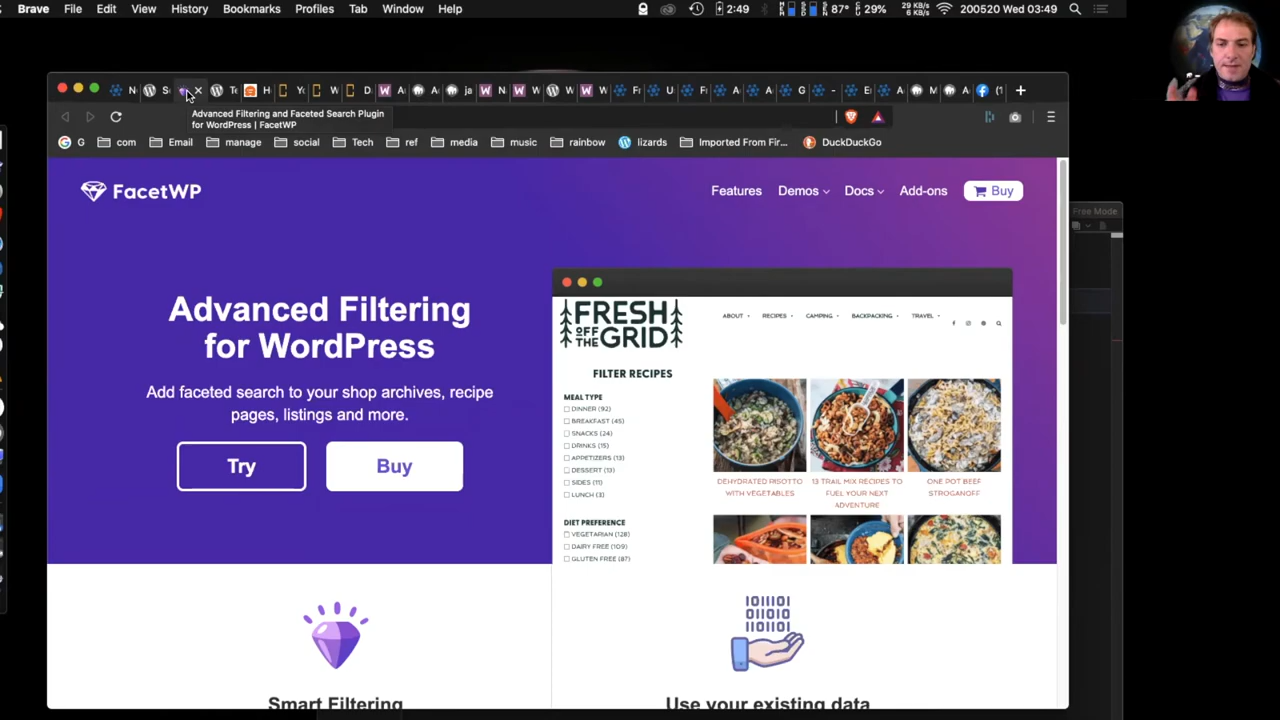 Brave File Edit View History Bookmarks Profiles Tab Window Help
2:49
87° 29% 29 KB/s 6 KB/s 200520 Wed 03:49
Advanced Filtering and Faceted Search Plugin
for WordPress | FacetWP
G com Email manage social Tech ref media music rainbow lizards Imported From Fir... DuckDuckGo
Free Mode
FacetWP
Features Demos Docs Add-ons Buy
Advanced Filtering
for WordPress
Add faceted search to your shop archives, recipe
pages, listings and more.
Try Buy
FRESH
OFF THE GRID
ABOUT RECIPES CAMPING BACKPACKING TRAVEL
FILTER RECIPES
MEAL TYPE
DINNER (92)
BREAKFAST (45)
SNACKS (24)
DRINKS (15)
APPETIZERS (13)
DESSERT (13)
SIDES (11)
LUNCH (3)
DIET PREFERENCE
VEGETARIAN (128)
DAIRY FREE (109)
GLUTEN FREE (87)
DEHYDRATED RISOTTO
WITH VEGETABLES
13 TRAIL MIX RECIPES TO
FUEL YOUR NEXT
ADVENTURE
ONE POT BEEF
STROGANOFF
Smart Filtering
Use your existing data